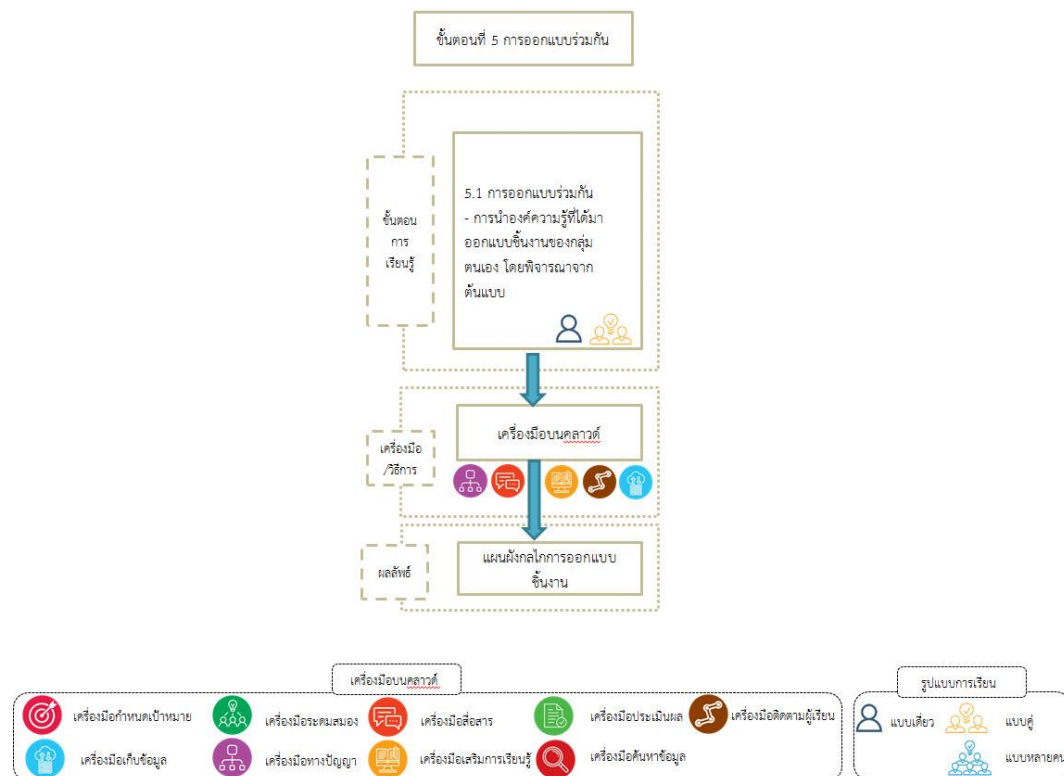 ขั้นตอนที่ 5 การออกแบบร่วมกัน
ขั้นตอน
การ
เรียนรู้
5.1 การออกแบบร่วมกัน
- การนำองค์ความรู้ที่ได้มา
ออกแบบชิ้นงานของกลุ่ม
ตนเอง โดยพิจารณาจาก
ต้นแบบ
เครื่องมือ
/วิธีการ
เครื่องมือบนคลาวด์
ผลลัพธ์
แผนผังกลไกการออกแบบ
ชิ้นงาน
เครื่องมือบนคลาวด์
เครื่องมือกำหนดเป้าหมาย
เครื่องมือระดมสมอง
เครื่องมือสื่อสาร
เครื่องมือประเมินผล
เครื่องมือติดตามผู้เรียน
เครื่องมือเก็บข้อมูล
เครื่องมือทางปัญญา
เครื่องมือเสริมการเรียนรู้
เครื่องมือค้นหาข้อมูล
รูปแบบการเรียน
แบบเดี่ยว
แบบคู่
แบบหลายคน